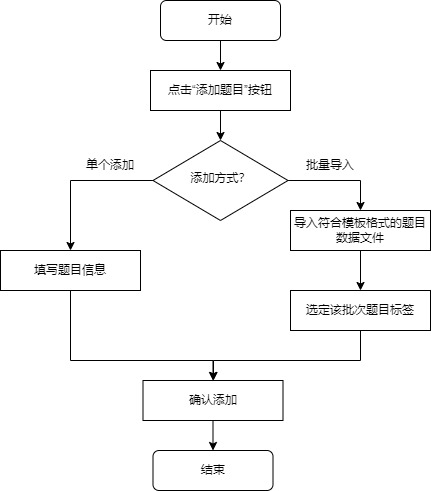 开始
点击“添加题目”按钮
单个添加
批量导入
添加方式？
导入符合模板格式的题目
数据文件
填写题目信息
选定该批次题目标签
确认添加
结束